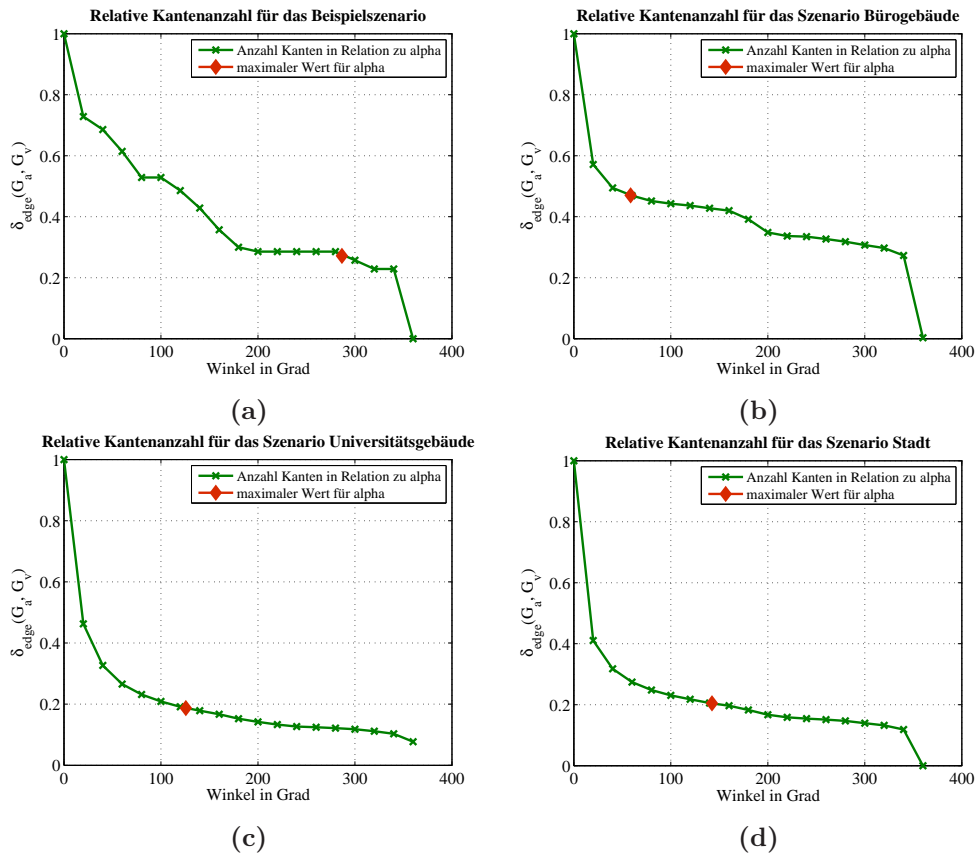 Relative Kantenanzahl für das Beispielszenario
1
0.8
0.6
0.4
0.2
0
δedge(Ga, Gv)
Anzahl Kanten in Relation zu alpha
maximaler Wert für alpha
0 100 200 300 400
Winkel in Grad
(a)
Relative Kantenanzahl für das Szenario Bürogebäude
1
0.8
0.6
0.4
0.2
0
δedge(Ga, Gv)
Anzahl Kanten in Relation zu alpha
maximaler Wert für alpha
0 100 200 300 400
Winkel in Grad
(b)
Relative Kantenanzahl für das Szenario Universitätsgebäude
1
0.8
0.6
0.4
0.2
0
δedge(Ga, Gv)
Anzahl Kanten in Relation zu alpha
maximaler Wert für alpha
0 100 200 300 400
Winkel in Grad
(c)
Relative Kantenanzahl für das Szenario Stadt
1
0.8
0.6
0.4
0.2
0
δedge(Ga, Gv)
Anzahl Kanten in Relation zu alpha
maximaler Wert für alpha
0 100 200 300 400
Winkel in Grad
(d)